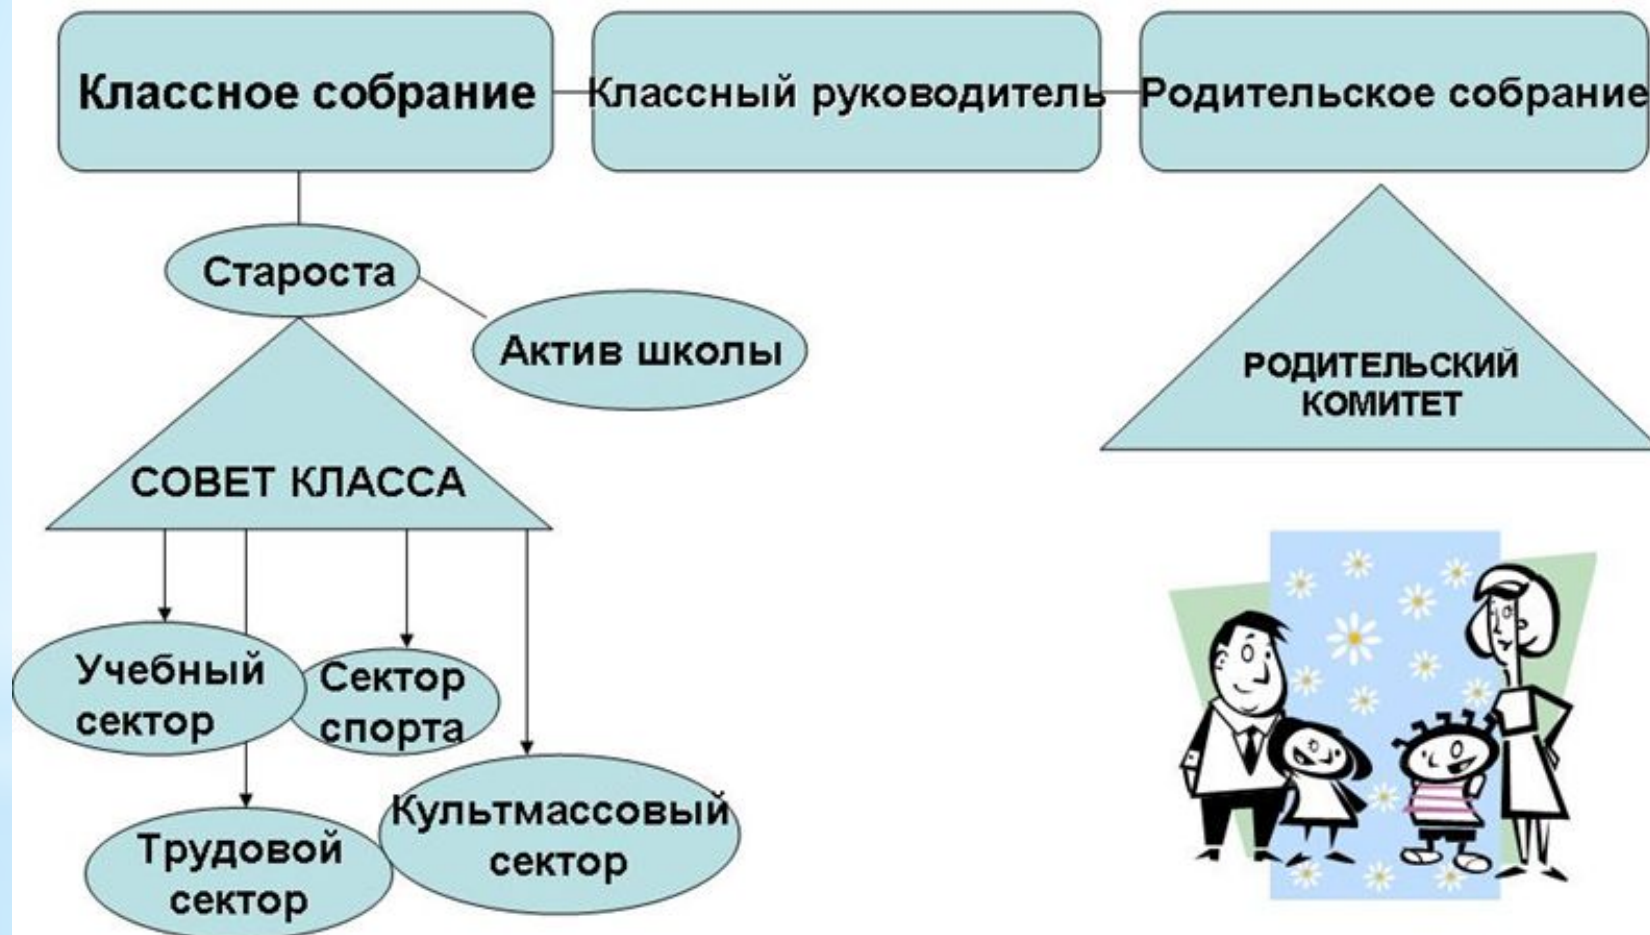 Классное собрание
Классный руководитель
Родительское собрание
Староста
Актив школы
РОДИТЕЛЬСКИЙ
КОМИТЕТ
СОВЕТ КЛАССА
Учебный
сектор
Сектор
спорта
Культмассовый
сектор
Трудовой
сектор